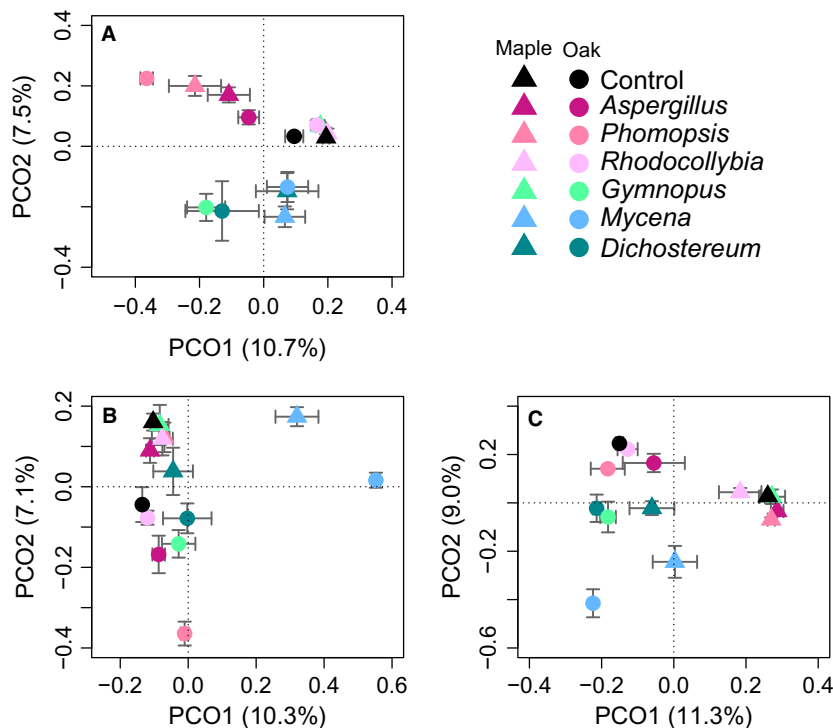 A
0.4
0.2
0.0
−0.4
PCO2 (7.5%)
−0.4 −0.2 0.0 0.2 0.4
PCO1 (10.7%)
Maple Oak
Control
Aspergillus
Phomopsis
Rhodocollybia
Gymnopus
Mycena
Dichostereum
B
0.2
0.0
−0.2
−0.4
PCO2 (7.1%)
−0.2 0.0 0.2 0.4 0.6
PCO1 (10.3%)
C
0.2
−0.2
−0.6
PCO2 (9.0%)
−0.4 −0.2 0.0 0.2 0.4
PCO1 (11.3%)